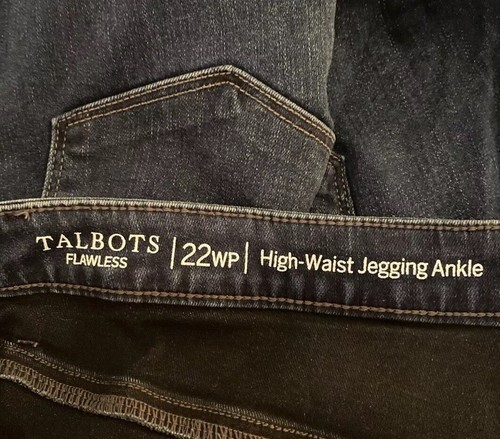 TALBOTS
FLAWLESS
22WP
High-Waist Jegging Ankle